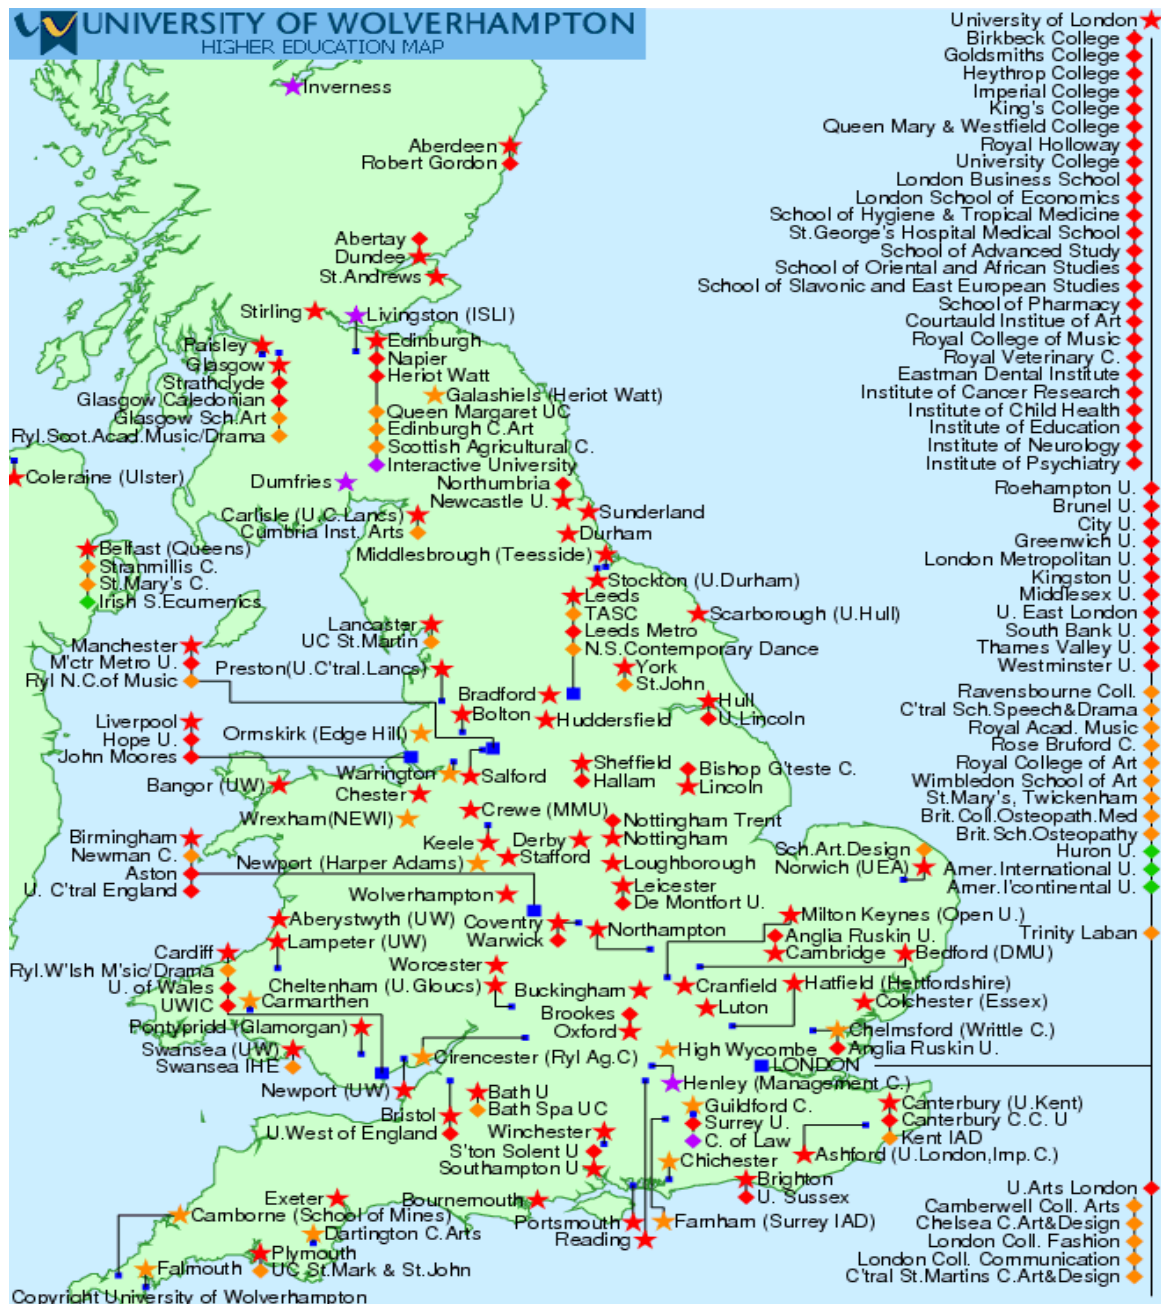 UNIVERSITY OF WOLVERHAMPTON
HIGHER EDUCATION MAP
Inverness
Aberdeen
Robert Gordon
Abertay
Dundee
St.Andrews
Stirling
Livingston (ISLI)
Paisley
Glasgow
Strathclyde
Glasgow Caledonian
Glasgow Sch.Art
Ryl.Scot.Acad.Music/Drama
Edinburgh
Napier
Heriot Watt
Galashiels (Heriot Watt)
Queen Margaret UC
Edinburgh C.Art
Scottish Agricultural C.
Interactive University
Coleraine (Ulster)
Dumfries
Northumbria
Newcastle U.
Sunderland
Carlisle (U.C.Lancs)
Cumbria Inst. Arts
Durham
Middlesbrough (Teesside)
Stockton (U.Durham)
Belfast (Queens)
Stranmillis C.
St.Mary's C.
Irish S.Ecumenics
Leeds
TASC
Leeds Metro
N.S.Contemporary Dance
Scarborough (U.Hull)
Lancaster
UC St.Martin
Manchester
M'ctr Metro U.
Ryl N.C.of Music
Preston(U.C'tral.Lancs)
York
St.John
Bradford
Hull
U.Lincoln
Liverpool
Hope U.
John Moores
Bolton
Huddersfield
Ormskirk (Edge Hill)
Warrington
Salford
Sheffield
Hallam
Bishop G'teste C.
Lincoln
Bangor (UW)
Chester
Wrexham(NEWI)
Crewe (MMU)
Nottingham Trent
Nottingham
Birmingham
Newman C.
Aston
U. C'tral England
Keele
Derby
Stafford
Newport (Harper Adams)
Loughborough
Sch.Art.Design
Norwich (UEA)
Leicester
De Montfort U.
Wolverhampton
Aberystwyth (UW)
Lampeter (UW)
Coventry
Warwick
Northampton
Milton Keynes (Open U.)
Anglia Ruskin U.
Cambridge
Bedford (DMU)
Cardiff
Ryl.W'lsh M'sic/Drama
U. of Wales
UWIC
Carmarthen
Worcester
Cheltenham (U.Gloucs)
Buckingham
Cranfield
Hatfield (Hertfordshire)
Luton
Colchester (Essex)
Brookes
Oxford
Pontypridd (Glamorgan)
Chelmsford (Writtle C.)
Anglia Ruskin U.
Swansea (UW)
Swansea IHE
Cirencester (Ryl Ag.C)
High Wycombe
LONDON
Newport (UW)
Henley (Management C.)
Bath U
Bath Spa UC
Bristol
U.West of England
Guildford C.
Surrey U.
C. of Law
Canterbury (U.Kent)
Canterbury C.C. U
Kent IAD
Ashford (U.London,Imp.C.)
Winchester
S'ton Solent U
Southampton U
Chichester
Brighton
U. Sussex
Exeter
Bournemouth
Camborne (School of Mines)
Dartington C.Arts
Portsmouth
Reading
Farnham (Surrey IAD)
Plymouth
UC St.Mark & St.John
Falmouth
Copyright University of Wolverhampton
University of London
Birkbeck College
Goldsmiths College
Heythrop College
Imperial College
King's College
Queen Mary & Westfield College
Royal Holloway
University College
London Business School
London School of Economics
School of Hygiene & Tropical Medicine
St.George's Hospital Medical School
School of Advanced Study
School of Oriental and African Studies
School of Slavonic and East European Studies
School of Pharmacy
Courtauld Institue of Art
Royal College of Music
Royal Veterinary C.
Eastman Dental Institute
Institute of Cancer Research
Institute of Child Health
Institute of Education
Institute of Neurology
Institute of Psychiatry
Roehampton U.
Brunel U.
City U.
Greenwich U.
London Metropolitan U.
Kingston U.
Middlesex U.
U. East London
South Bank U.
Thames Valley U.
Westminster U.
Ravensbourne Coll.
C'tral Sch.Speech&Drama
Royal Acad. Music
Rose Bruford C.
Royal College of Art
Wimbledon School of Art
St.Mary's, Twickenham
Brit.Coll.Osteopath.Med
Brit.Sch.Osteopathy
Huron U.
Amer.International U.
Amer.I'continental U.
Trinity Laban
U.Arts London
Camberwell Coll. Arts
Chelsea C.Art&Design
London Coll. Fashion
London Coll. Communication
C'tral St.Martins C.Art&Design